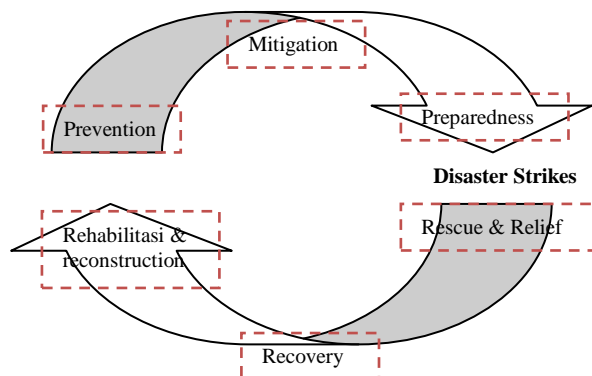 Mitigation
Prevention
Preparedness
Disaster Strikes
Rescue & Relief
Rehabilitasi &
reconstruction
Recovery